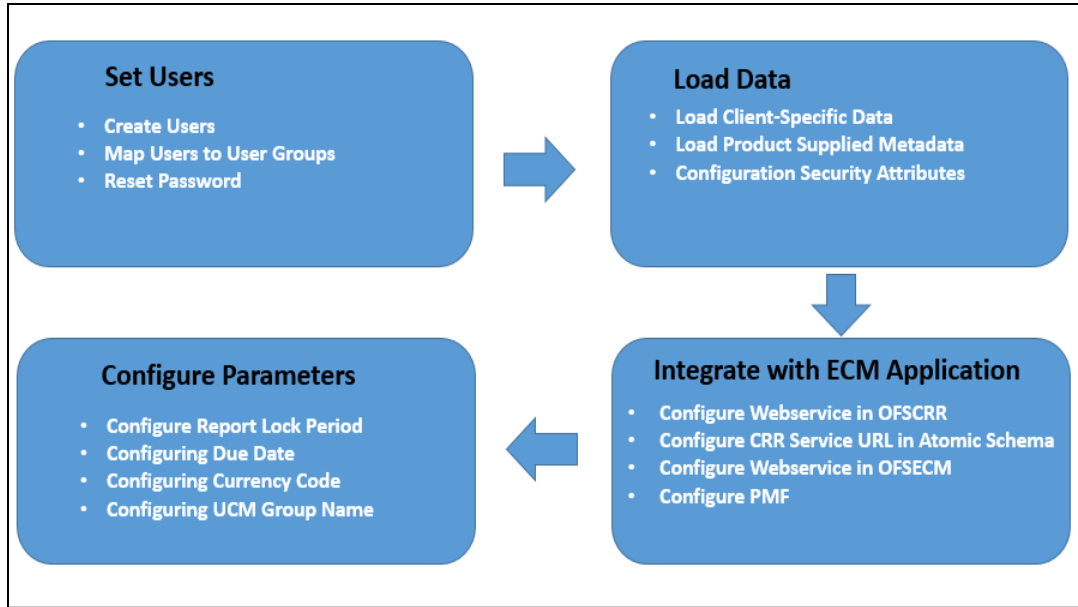 Set Users
• Create Users
• Map Users to User Groups
• Reset Password
Load Data
• Load Client-Specific Data
• Load Product Supplied Metadata
• Configuration Security Attributes
Integrate with ECM Application
• Configure Webservice in OFSCRR
• Configure CRR Service URL in Atomic Schema
• Configure Webservice in OFSECM
• Configure PMF
Configure Parameters
• Configure Report Lock Period
• Configuring Due Date
• Configuring Currency Code
• Configuring UCM Group Name